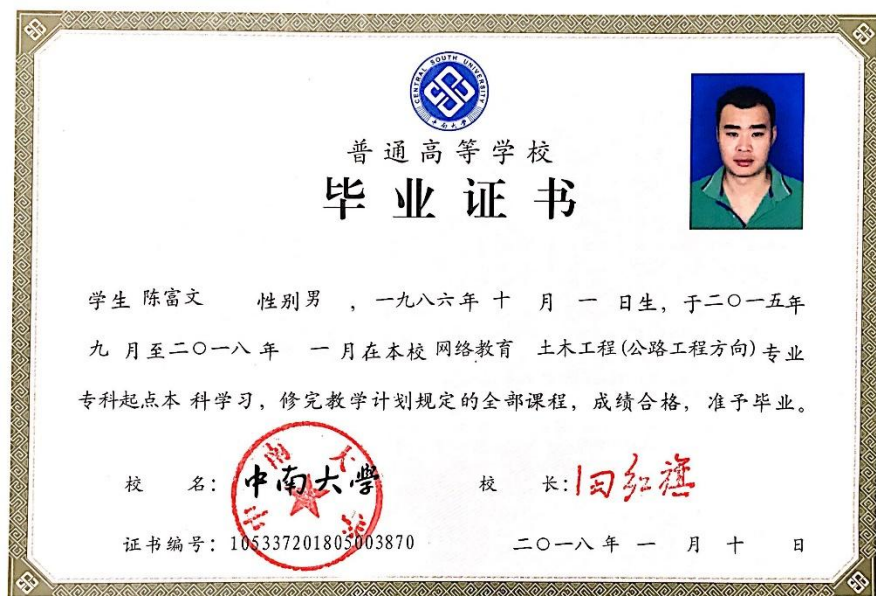 CENTRAL SOUTH UNIVERSITY
中南大学
普通高等学校
毕业证书
学生 陈富文 性别 男 ，一九八六年 十 月 一 日生，于二〇一五年
九 月至二〇一八 年 一 月在本校 网络教育 土木工程(公路工程方向) 专业
专科起点本 科学习，修完教学计划规定的全部课程，成绩合格，准予毕业。
校 名：中南大学 校 长：田红旗
中南大学
证书编号：105337201805003870 二〇一八 年 一 月 十 日